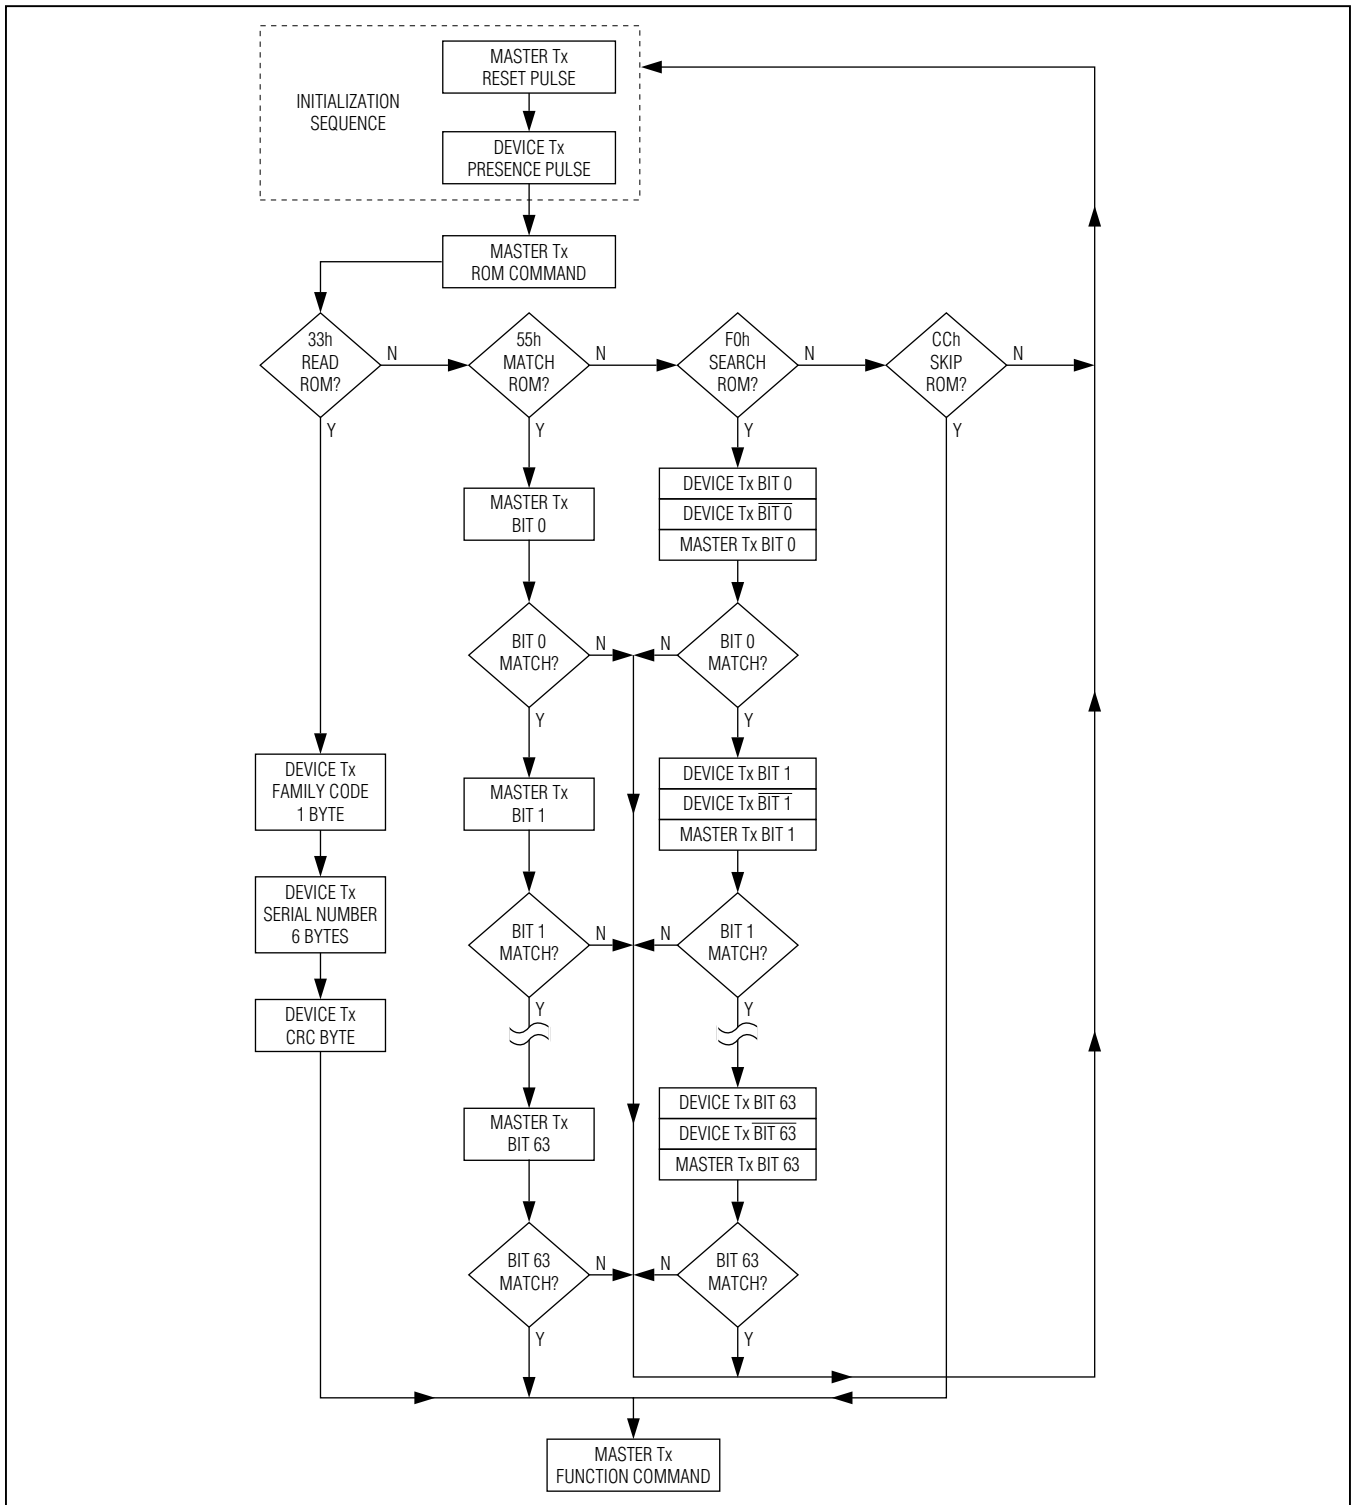 MASTER Tx
RESET PULSE
INITIALIZATION
SEQUENCE
DEVICE Tx
PRESENCE PULSE
MASTER Tx
ROM COMMAND
33h
READ
ROM?
N
Y
55h
MATCH
ROM?
N
Y
F0h
SEARCH
ROM?
N
Y
CCh
SKIP
ROM?
N
Y
MASTER Tx
BIT 0
DEVICE Tx BIT 0
DEVICE Tx B̅I̅T̅ ̅0̅
MASTER Tx BIT 0
BIT 0
MATCH?
N
Y
N
BIT 0
MATCH?
Y
DEVICE Tx
FAMILY CODE
1 BYTE
MASTER Tx
BIT 1
DEVICE Tx BIT 1
DEVICE Tx B̅I̅T̅ ̅1̅
MASTER Tx BIT 1
DEVICE Tx
SERIAL NUMBER
6 BYTES
BIT 1
MATCH?
N
Y
N
BIT 1
MATCH?
Y
DEVICE Tx
CRC BYTE
MASTER Tx
BIT 63
DEVICE Tx BIT 63
DEVICE Tx B̅I̅T̅ ̅6̅3̅
MASTER Tx BIT 63
BIT 63
MATCH?
N
Y
N
BIT 63
MATCH?
Y
MASTER Tx
FUNCTION COMMAND